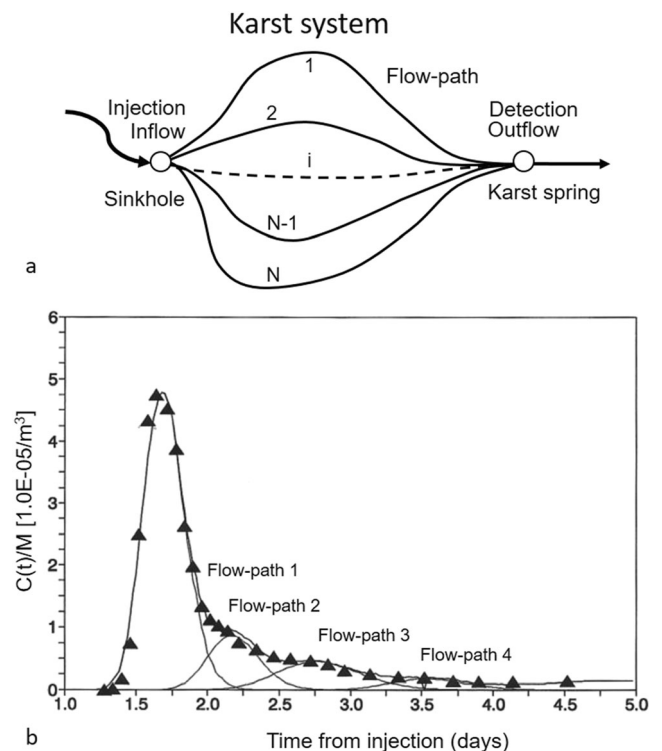 Karst system
1
Flow-path
Injection
Inflow
2
Detection
Outflow
i
Sinkhole
Karst spring
N-1
N
a
6
5
4
3
2
1
0
C(t)/M [1.0E-05/m³]
Flow-path 1
Flow-path 2
Flow-path 3
Flow-path 4
1.0
1.5
2.0
2.5
3.0
3.5
4.0
4.5
5.0
b
Time from injection (days)